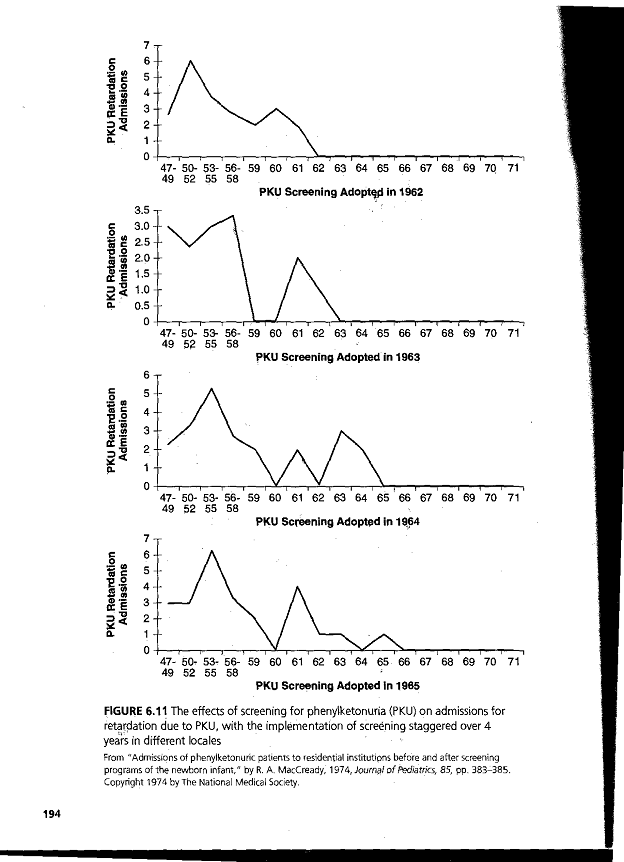 7
6
5
4
3
2
1
0
PKU Retardation
Admissions
47- 50- 53- 56- 59 60 61 62 63 64 65 66 67 68 69 70 71
49 52 55 58
PKU Screening Adopted in 1962
3.5
3.0
2.5
2.0
1.5
1.0
0.5
0
PKU Retardation
Admissions
47- 50- 53- 56- 59 60 61 62 63 64 65 66 67 68 69 70 71
49 52 55 58
PKU Screening Adopted in 1963
6
5
4
3
2
1
0
PKU Retardation
Admissions
47- 50- 53- 56- 59 60 61 62 63 64 65 66 67 68 69 70 71
49 52 55 58
PKU Screening Adopted in 1964
7
6
5
4
3
2
1
0
PKU Retardation
Admissions
47- 50- 53- 56- 59 60 61 62 63 64 65 66 67 68 69 70 71
49 52 55 58
PKU Screening Adopted in 1965
FIGURE 6.11 The effects of screening for phenylketonuria (PKU) on admissions for
retardation due to PKU, with the implementation of screening staggered over 4
years in different locales
From "Admissions of phenylketonuric patients to residential institutions before and after screening
programs of the newborn infant," by R. A. MacCready, 1974, Journal of Pediatrics, 85, pp. 383–385.
Copyright 1974 by The National Medical Society.
194